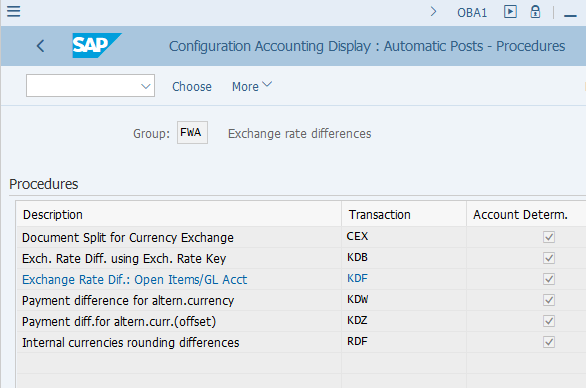 OBA1
SAP
Configuration Accounting Display : Automatic Posts - Procedures
Choose More
Group: FWA Exchange rate differences
Procedures
Description Transaction Account Determ.
Document Split for Currency Exchange CEX
Exch. Rate Diff. using Exch. Rate Key KDB
Exchange Rate Dif.: Open Items/GL Acct KDF
Payment difference for altern.currency KDW
Payment diff.for altern.curr.(offset) KDZ
Internal currencies rounding differences RDF